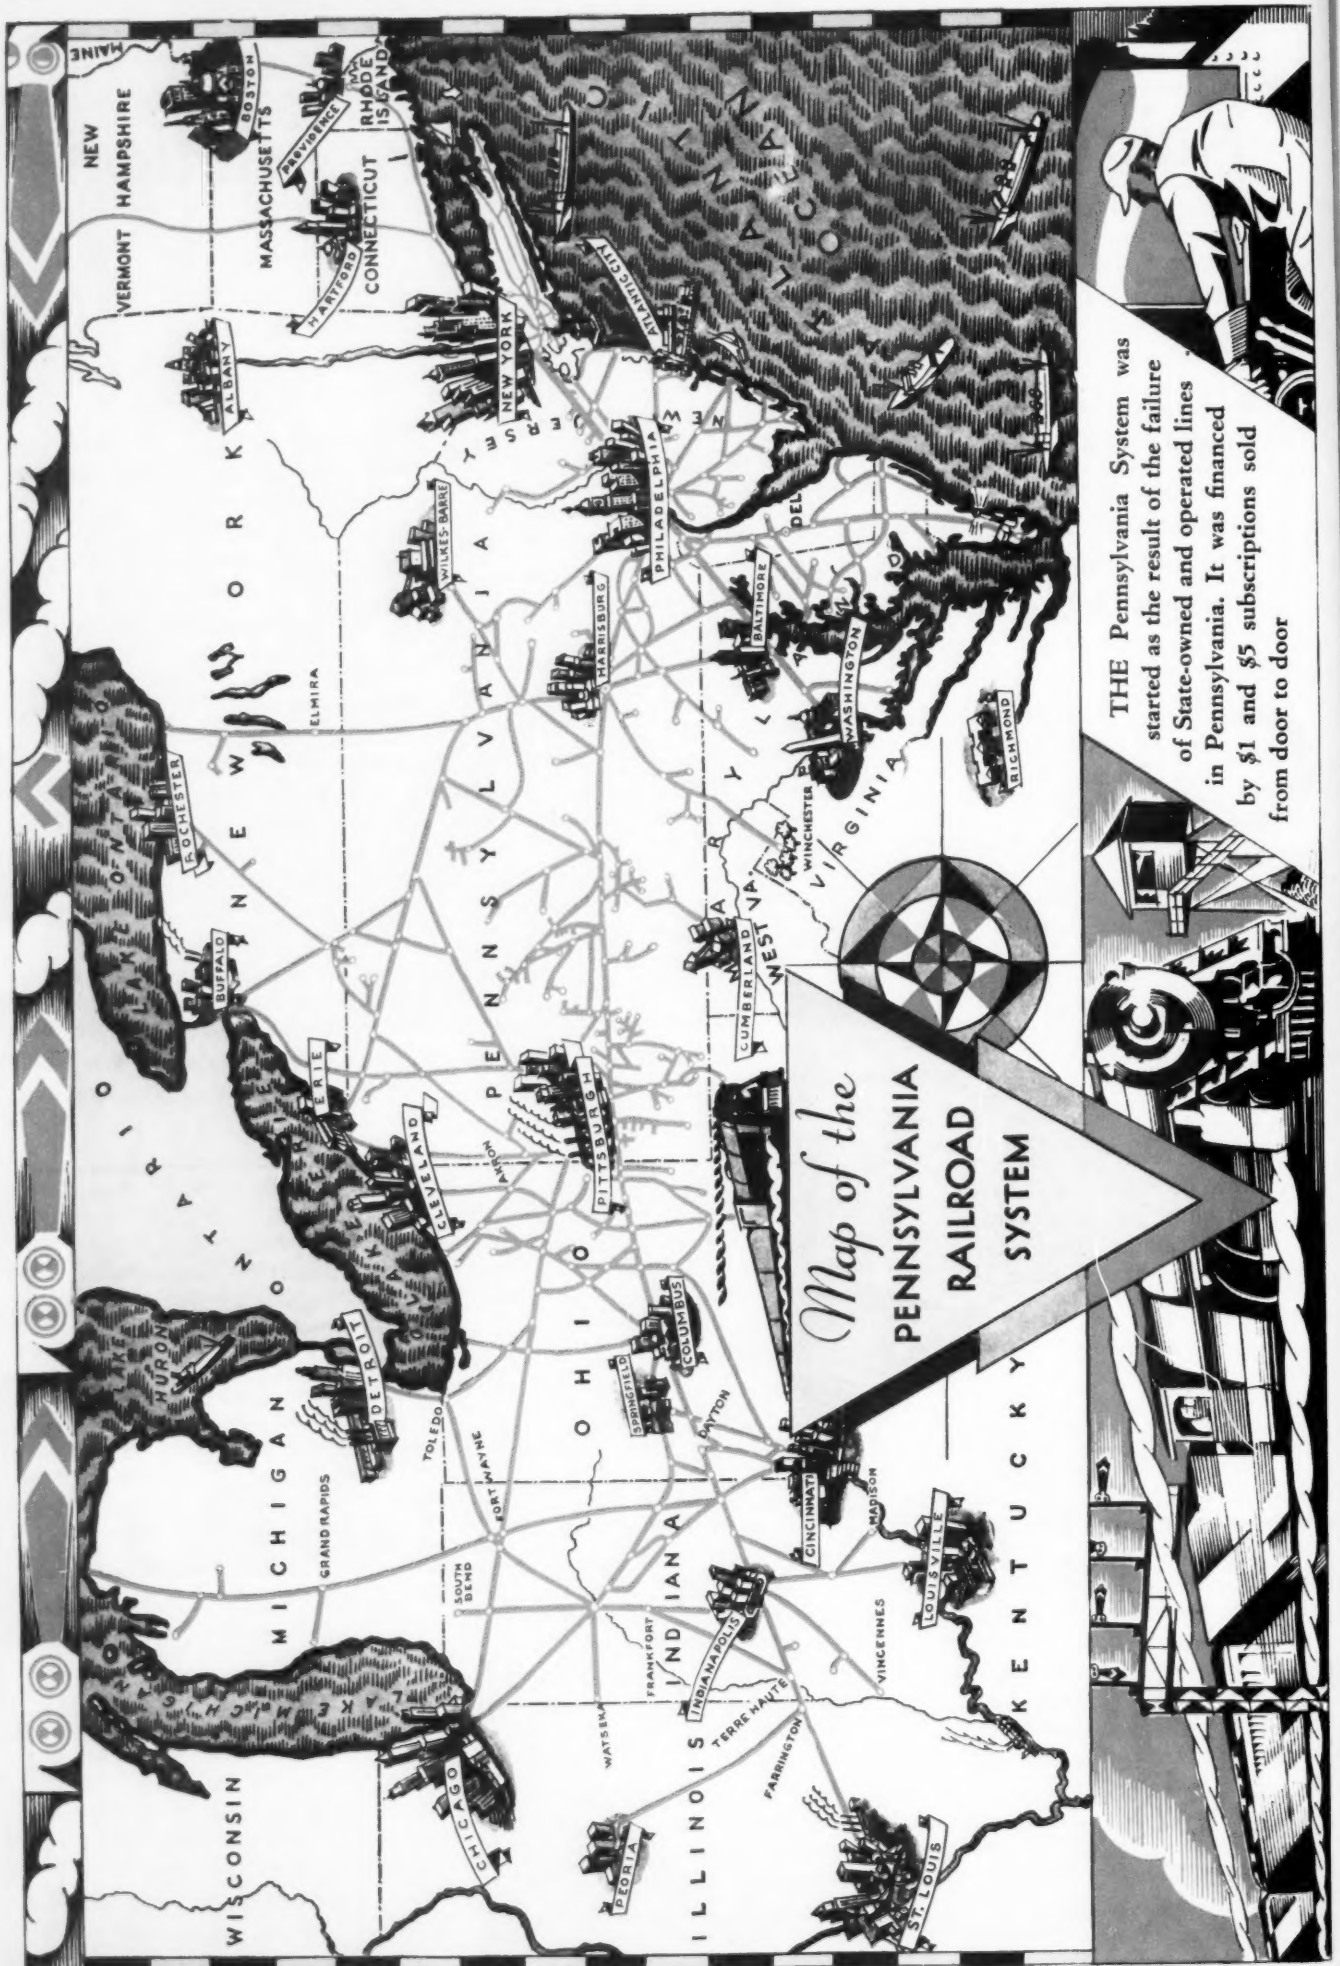 MAINE
NEW
VERMONT HAMPSHIRE
BOSTON
MASSACHUSETTS
PROVIDENCE
RHODE
ISLAND
HARTFORD
CONNECTICUT
ALBANY
NEW YORK
ATLANTIC OCEAN
ATLANTIC CITY
NEW JERSEY
NEW YORK
WILKES-BARRE
PHILADELPHIA
DEL.
ELMIRA
HARRISBURG
BALTIMORE
WASHINGTON
MARYLAND
RICHMOND
LAKE ONTARIO
ROCHESTER
BUFFALO
PENNSYLVANIA
WINCHESTER
VIRGINIA
WEST VA.
CUMBERLAND
ONTARIO
LAKE ERIE
ERIE
CLEVELAND
AKRON
PITTSBURGH
LAKE
HURON
DETROIT
TOLEDO
OHIO
COLUMBUS
SPRINGFIELD
DAYTON
CINCINNATI
MICHIGAN
GRAND RAPIDS
FORT WAYNE
SOUTH
BEND
INDIANA
MADISON
LOUISVILLE
KENTUCKY
LAKE MICHIGAN
FRANKFORT
INDIANAPOLIS
VINCENNES
WATSEKA
TERRE HAUTE
FARRINGTON
WISCONSIN
CHICAGO
PEORIA
ILLINOIS
ST. LOUIS
Map of the
PENNSYLVANIA
RAILROAD
SYSTEM
THE Pennsylvania System was
started as the result of the failure
of State-owned and operated lines
in Pennsylvania. It was financed
by $1 and $5 subscriptions sold
from door to door